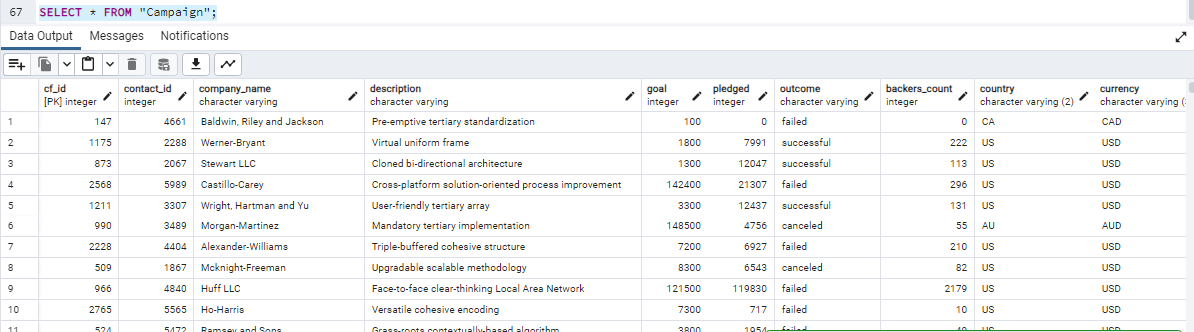 67 SELECT * FROM "Campaign";
Data Output Messages Notifications
cf_id contact_id company_name description goal pledged outcome backers_count country currency
[PK] integer integer character varying character varying integer integer character varying integer character varying (2) character varying (
1 147 4661 Baldwin, Riley and Jackson Pre-emptive tertiary standardization 100 0 failed 0 CA CAD
2 1175 2288 Werner-Bryant Virtual uniform frame 1800 7991 successful 222 US USD
3 873 2067 Stewart LLC Cloned bi-directional architecture 1300 12047 successful 113 US USD
4 2568 5989 Castillo-Carey Cross-platform solution-oriented process improvement 142400 21307 failed 296 US USD
5 1211 3307 Wright, Hartman and Yu User-friendly tertiary array 3300 12437 successful 131 US USD
6 990 3489 Morgan-Martinez Mandatory tertiary implementation 148500 4756 canceled 55 AU AUD
7 2228 4404 Alexander-Williams Triple-buffered cohesive structure 7200 6927 failed 210 US USD
8 509 1867 Mcknight-Freeman Upgradable scalable methodology 8300 6543 canceled 82 US USD
9 966 4840 Huff LLC Face-to-face clear-thinking Local Area Network 121500 119830 failed 2179 US USD
10 2765 5565 Ho-Harris Versatile cohesive encoding 7300 717 failed 10 US USD
11 524 5472 Ramsey and Sons Grass-roots contextually-based algorithm 3800 1954 failed 49 US USD